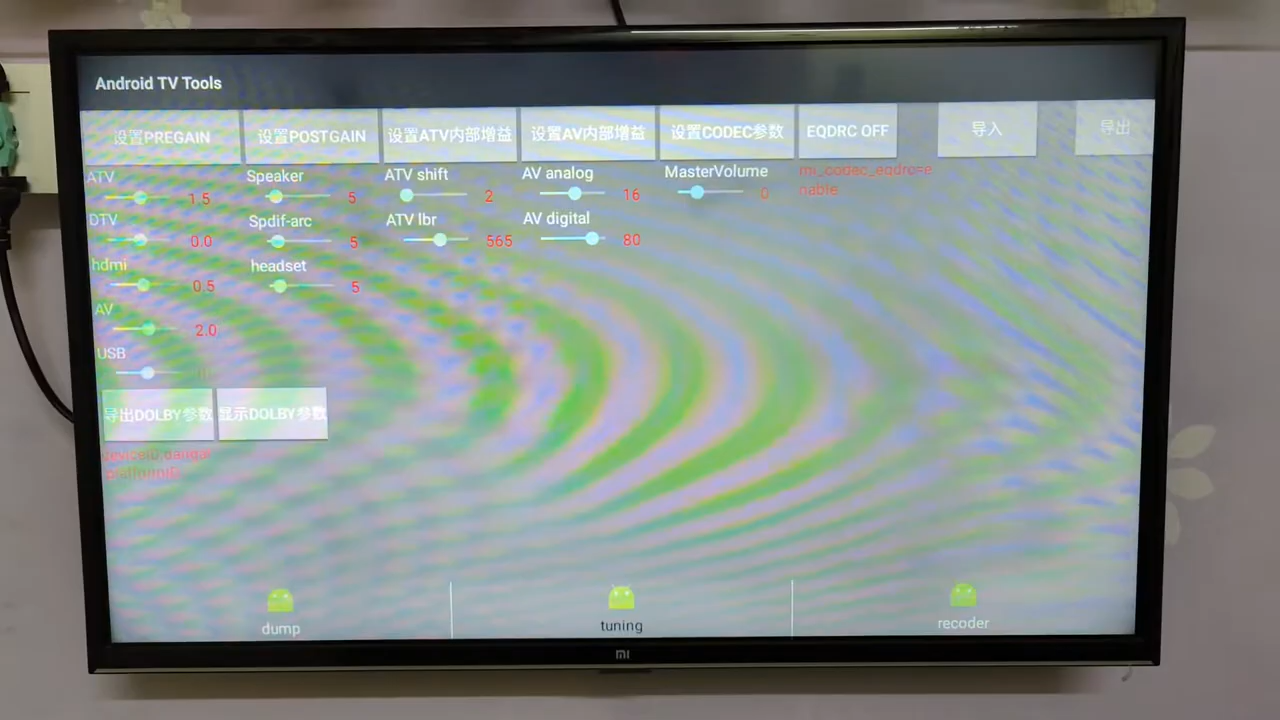 Android TV Tools
设置PREGAIN 设置POSTGAIN 设置ATV内部增益 设置AV内部增益 设置CODEC参数 EQDRC OFF 导入 导出
ATV Speaker ATV shift AV analog MasterVolume mi_codec_eqdrc=e
1.5 5 2 16 0 nable
DTV Spdif-arc ATV lbr AV digital
0.0 5 565 80
hdmi headset
0.5 5
AV
2.0
USB
导出DOLBY参数 显示DOLBY参数
dump tuning recoder
mi